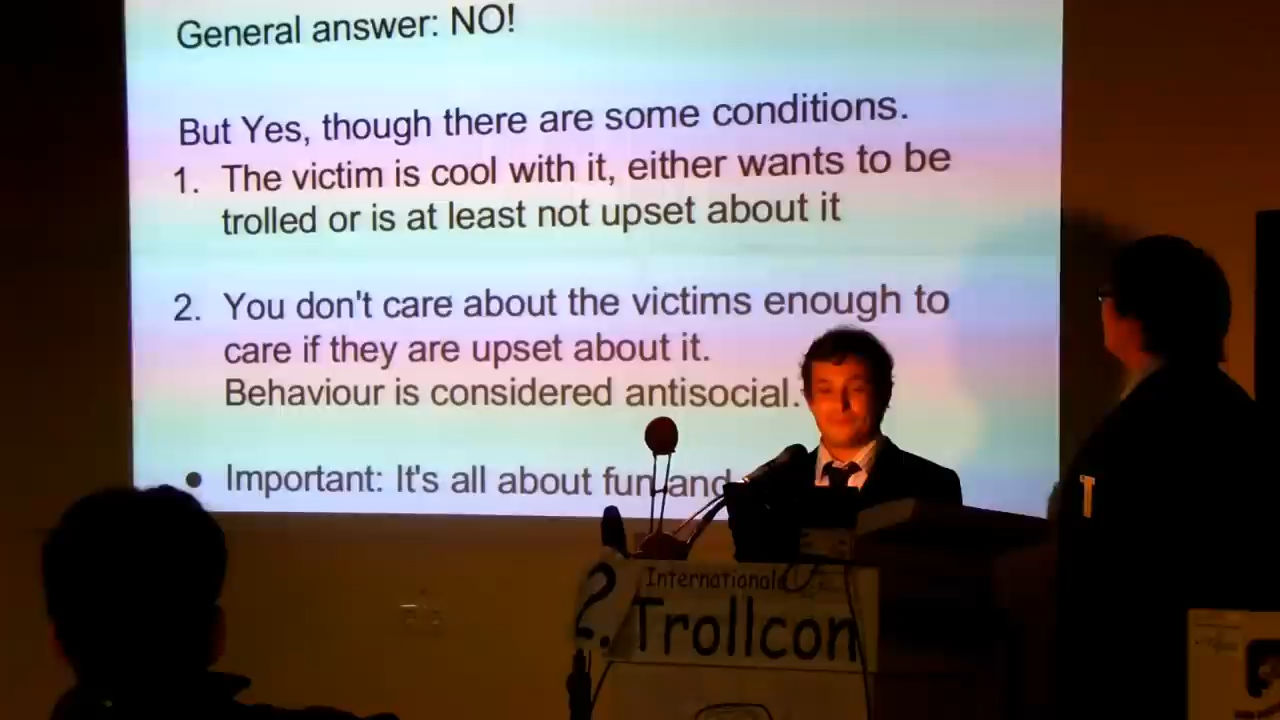 General answer: NO!
But Yes, though there are some conditions.
1. The victim is cool with it, either wants to be
trolled or is at least not upset about it
2. You don't care about the victims enough to
care if they are upset about it.
Behaviour is considered antisocial.
• Important: It's all about fun and
T
2. Internationale
Trollcon